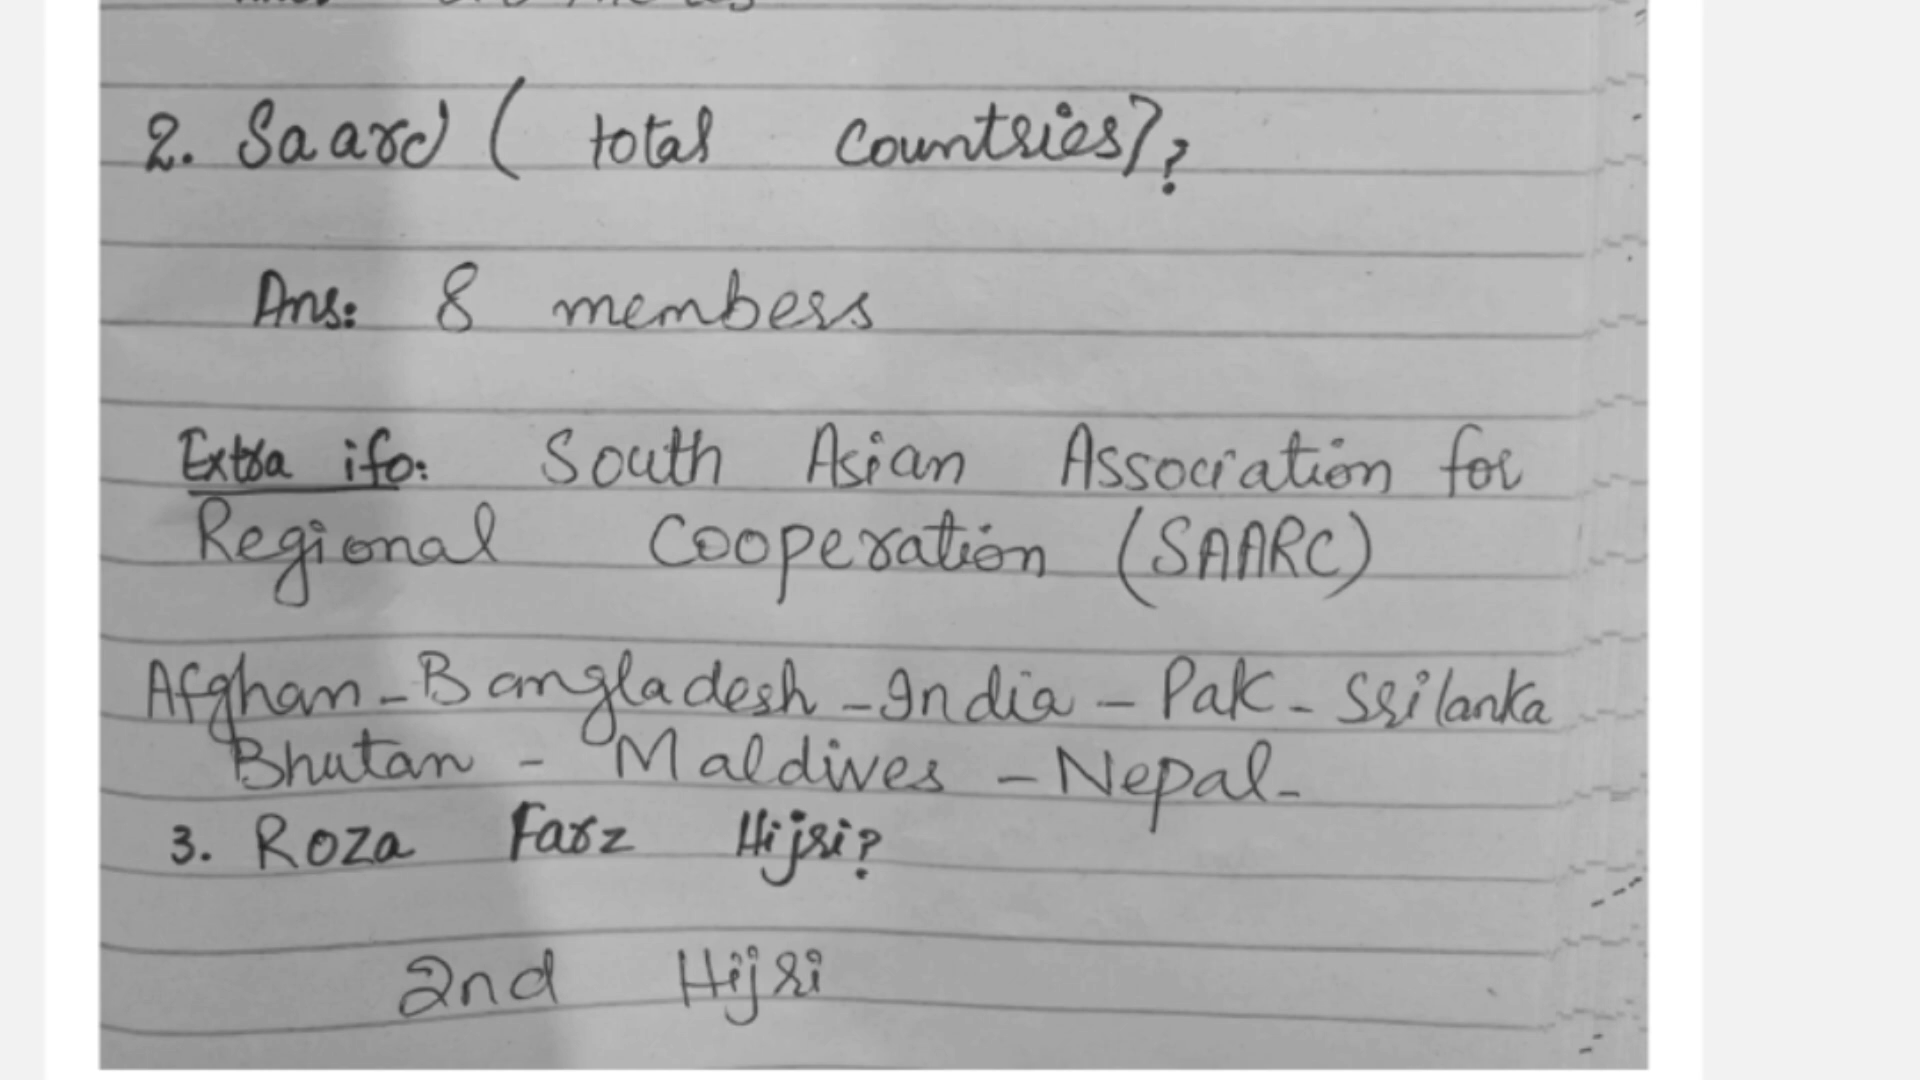 2. Saarc ( total countries)?
Ans: 8 members
Extra ifo: South Asian Association for
Regional Cooperation (SAARC)
Afghan - Bangladesh - India - Pak - Srilanka
Bhutan - Maldives - Nepal -
3. Roza Farz Hijri?
2nd Hijri